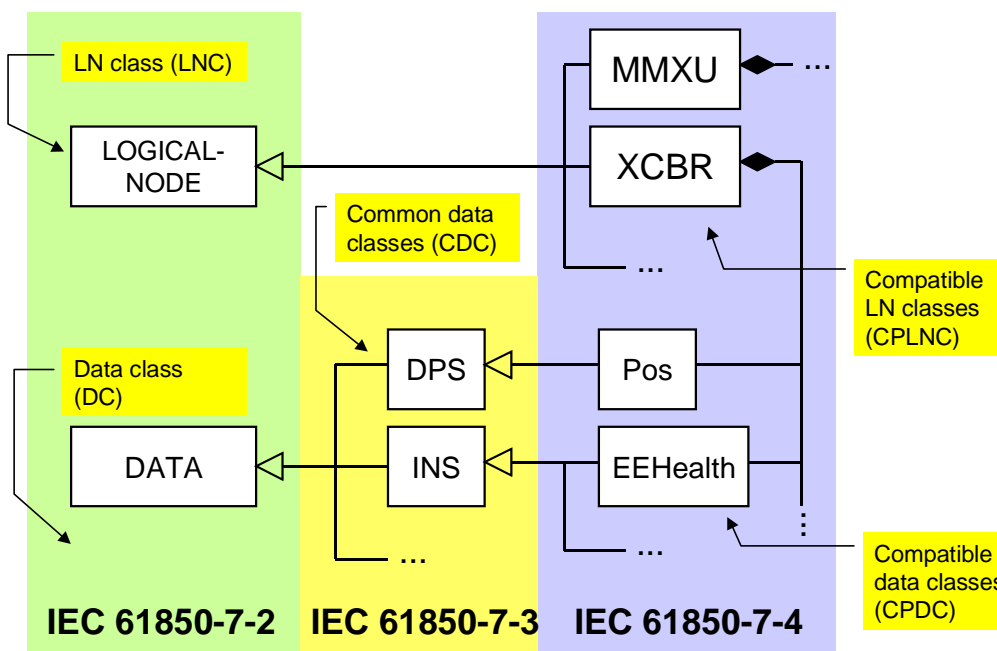 LN class (LNC)
MMXU
...
LOGICAL-
NODE
XCBR
Common data
classes (CDC)
...
Compatible
LN classes
(CPLNC)
Data class
(DC)
DPS
Pos
DATA
INS
EEHealth
...
...
...
Compatible
data classes
(CPDC)
IEC 61850-7-2
IEC 61850-7-3
IEC 61850-7-4